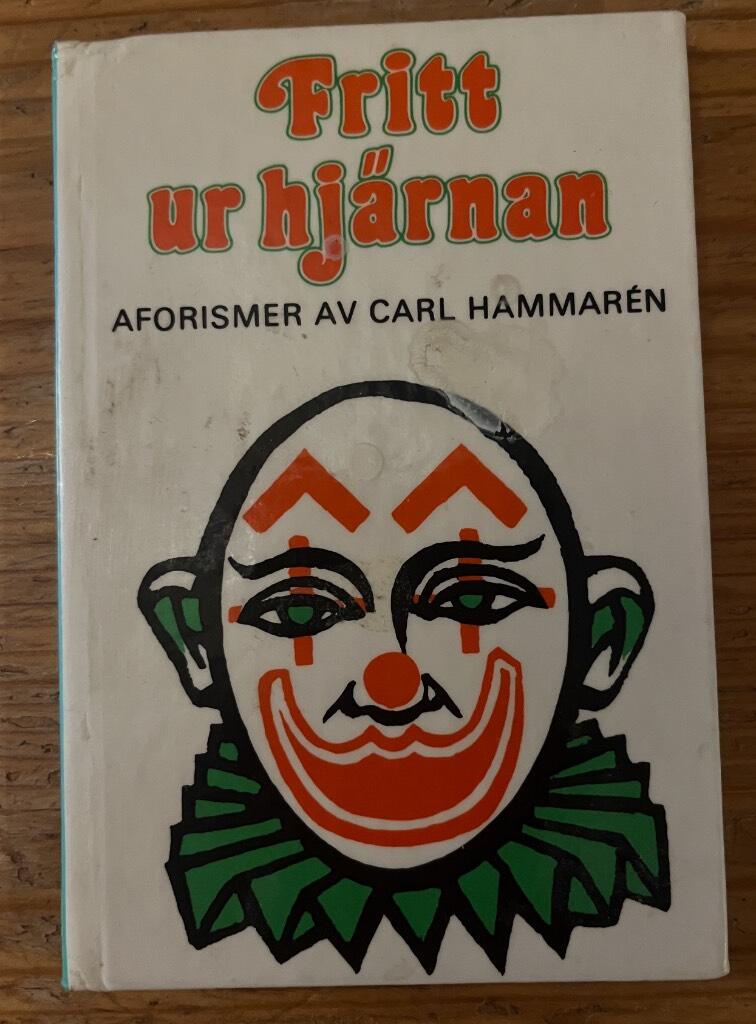 Fritt
ur hjärnan
AFORISMER AV CARL HAMMARÉN